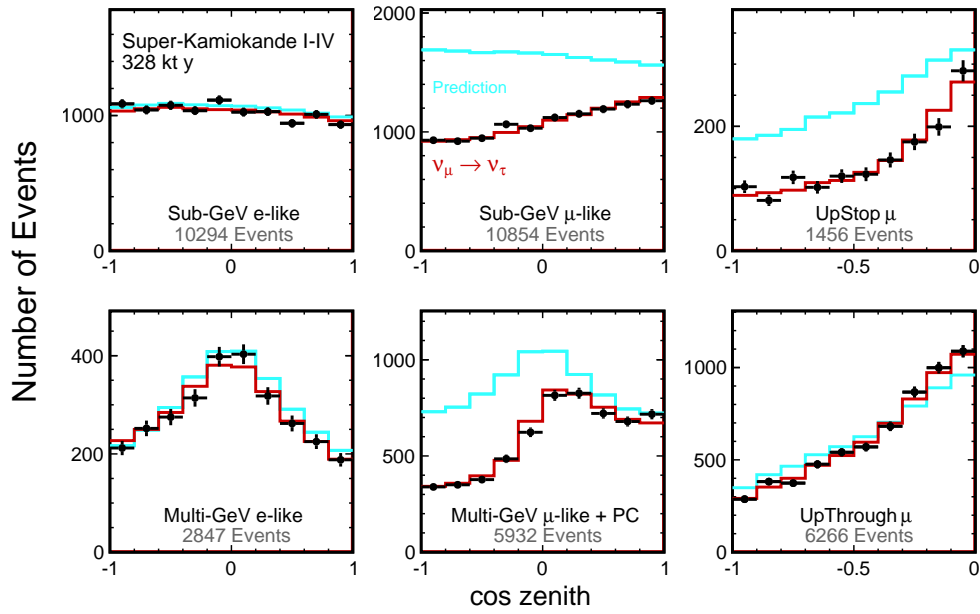 Number of Events
Super-Kamiokande I-IV
328 kt y
1000
0
Sub-GeV e-like
10294 Events
-1
0
1
2000
Prediction
1000
ν_μ → ν_τ
0
Sub-GeV μ-like
10854 Events
-1
0
1
200
0
UpStop μ
1456 Events
-1
-0.5
0
400
200
0
Multi-GeV e-like
2847 Events
-1
0
1
1000
500
0
Multi-GeV μ-like + PC
5932 Events
-1
0
1
1000
500
0
UpThrough μ
6266 Events
-1
-0.5
0
cos zenith